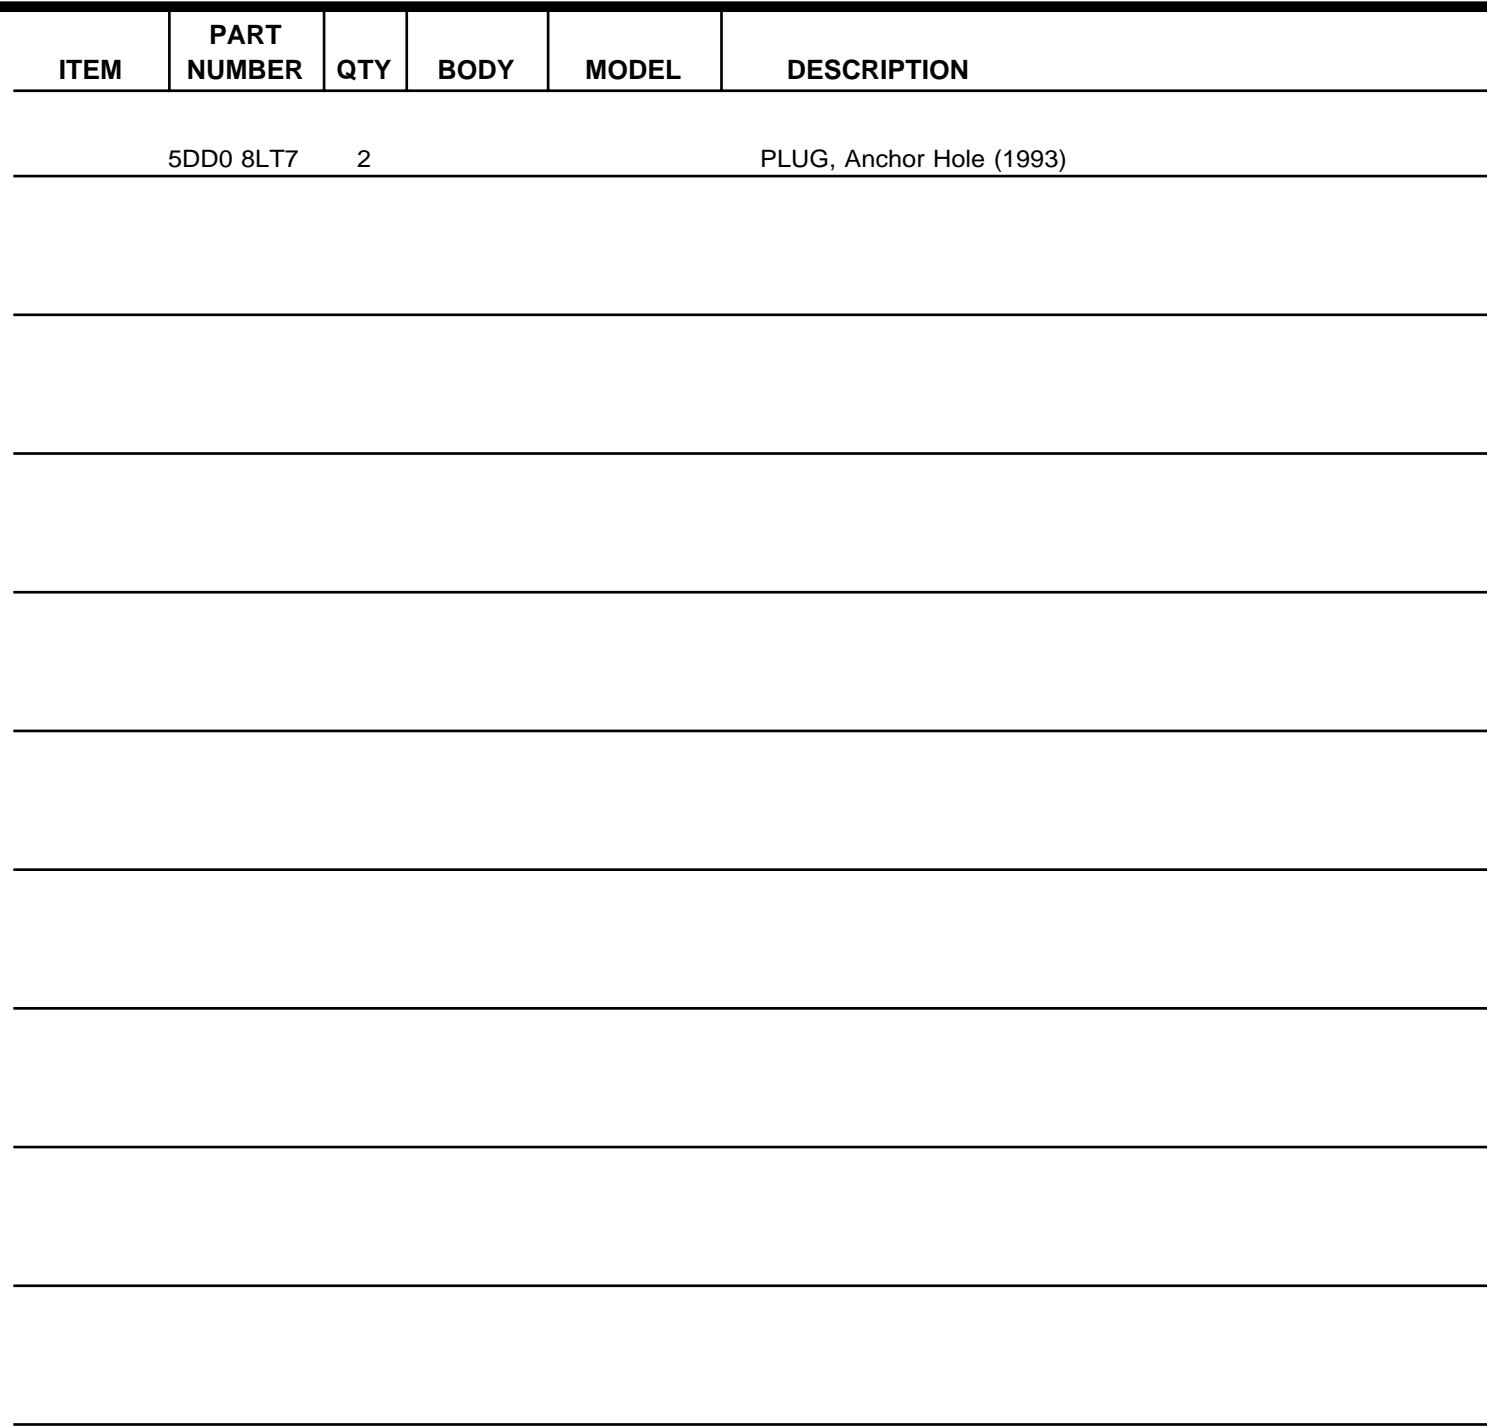 PART
ITEM NUMBER QTY BODY MODEL DESCRIPTION
5DD0 8LT7 2 PLUG, Anchor Hole (1993)